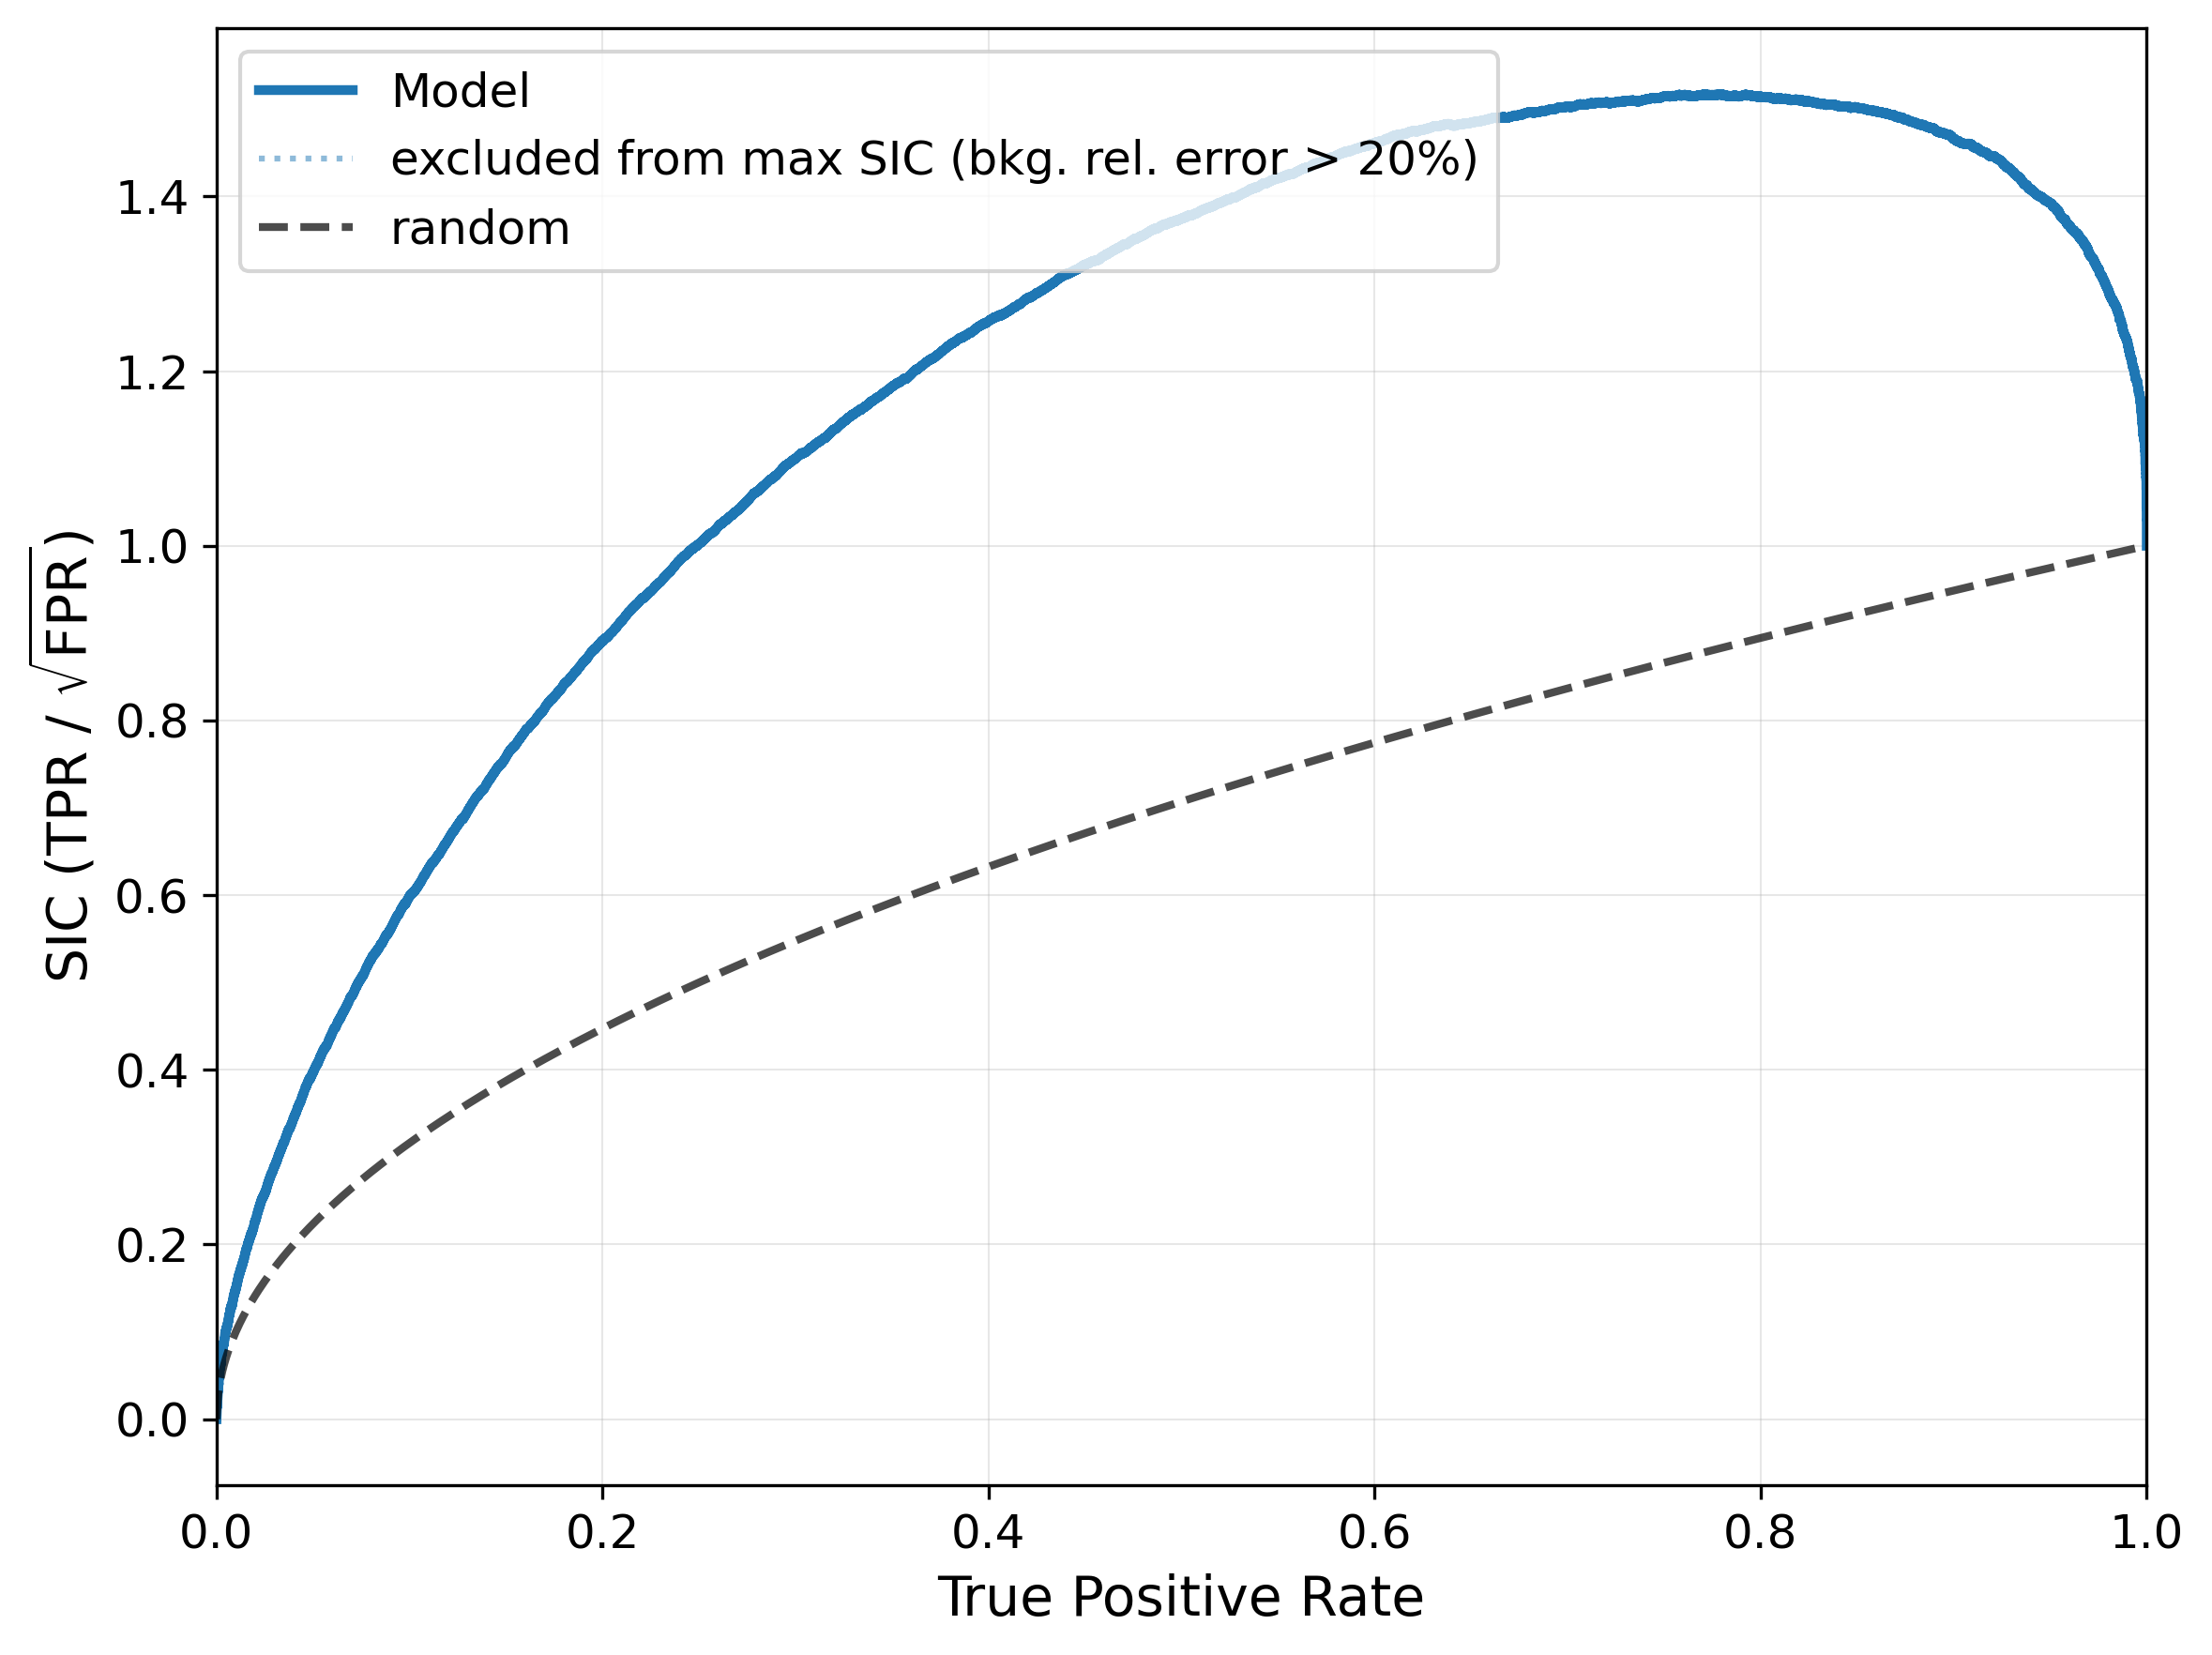 Model
excluded from max SIC (bkg. rel. error > 20%)
random
1.4
1.2
1.0
0.8
0.6
0.4
0.2
0.0
SIC (TPR / √FPR)
0.0 0.2 0.4 0.6 0.8 1.0
True Positive Rate